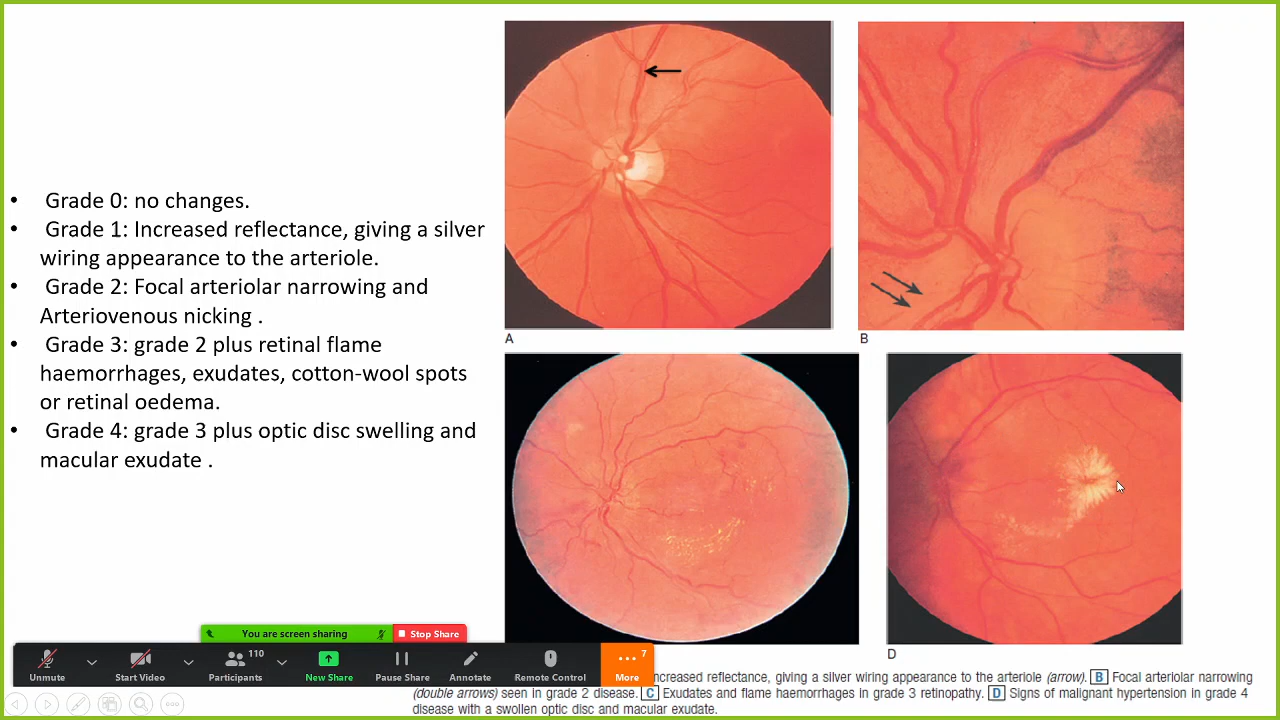 • Grade 0: no changes.
• Grade 1: Increased reflectance, giving a silver
wiring appearance to the arteriole.
• Grade 2: Focal arteriolar narrowing and
Arteriovenous nicking .
• Grade 3: grade 2 plus retinal flame
haemorrhages, exudates, cotton-wool spots
or retinal oedema.
• Grade 4: grade 3 plus optic disc swelling and
macular exudate .
A
B
D
ncreased reflectance, giving a silver wiring appearance to the arteriole (arrow). B Focal arteriolar narrowing
(double arrows) seen in grade 2 disease. C Exudates and flame haemorrhages in grade 3 retinopathy. D Signs of malignant hypertension in grade 4
disease with a swollen optic disc and macular exudate.
You are screen sharing
Stop Share
110
7
Unmute
Start Video
Participants
New Share
Pause Share
Annotate
Remote Control
More